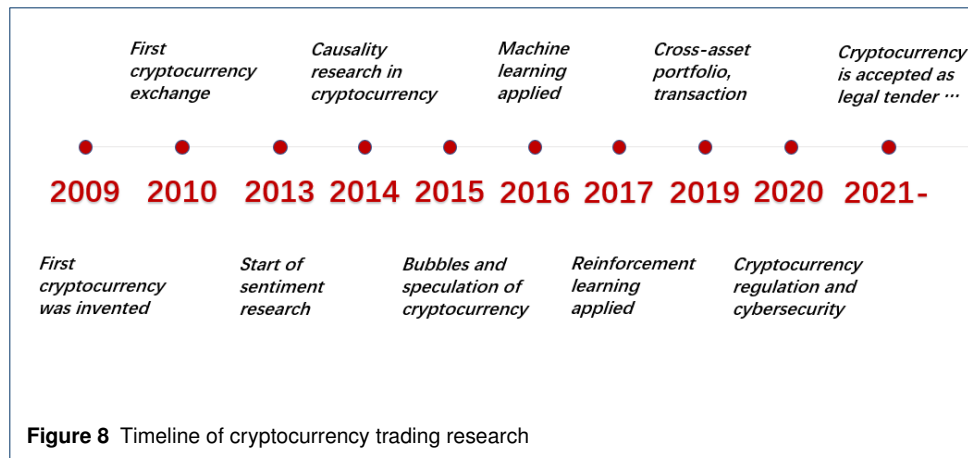 First
cryptocurrency
exchange
Causality
research in
cryptocurrency
Machine
learning
applied
Cross-asset
portfolio,
transaction
Cryptocurrency
is accepted as
legal tender ···
2009 2010 2013 2014 2015 2016 2017 2019 2020 2021-
First
cryptocurrency
was invented
Start of
sentiment
research
Bubbles and
speculation of
cryptocurrency
Reinforcement
learning
applied
Cryptocurrency
regulation and
cybersecurity
Figure 8 Timeline of cryptocurrency trading research